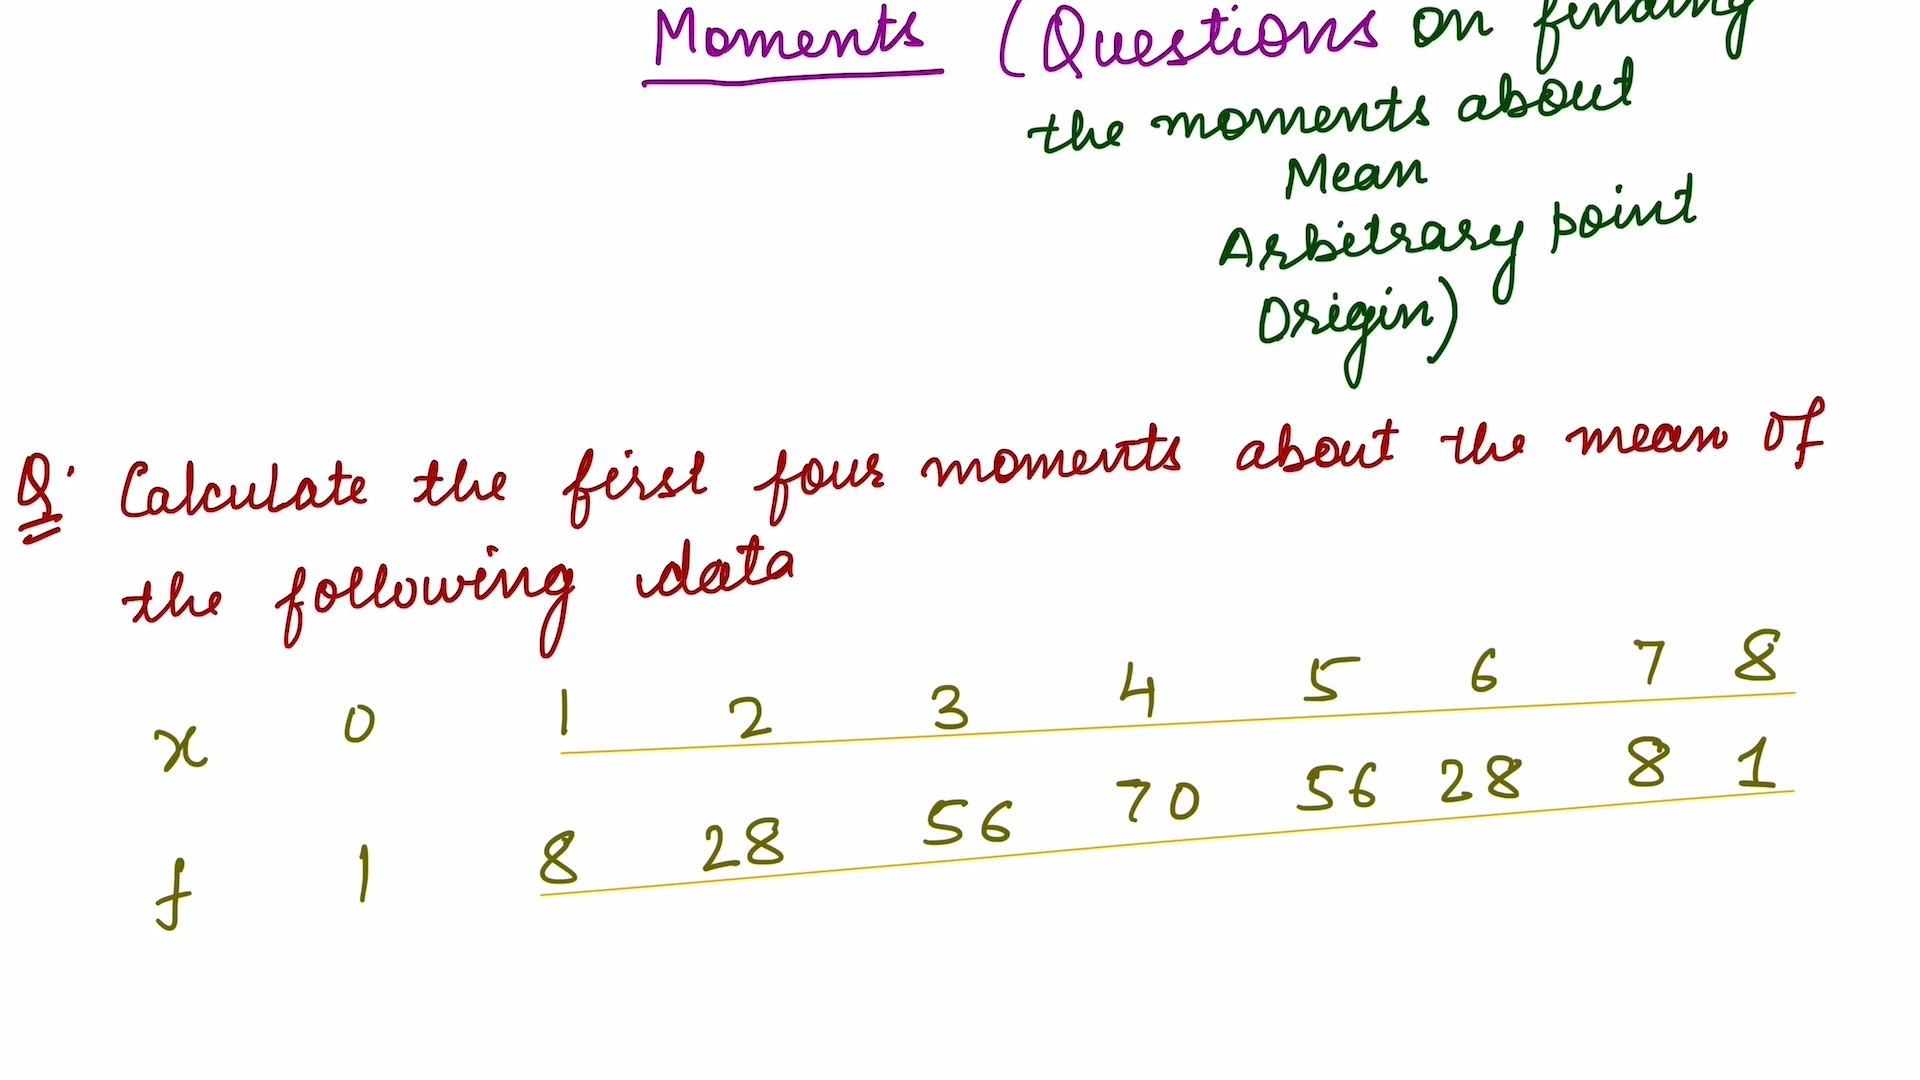 Moments (Questions on finding
the moments about
Mean
Arbitrary point
Origin)
Q. Calculate the first four moments about the mean of
the following data
x 0 1 2 3 4 5 6 7 8
f 1 8 28 56 70 56 28 8 1